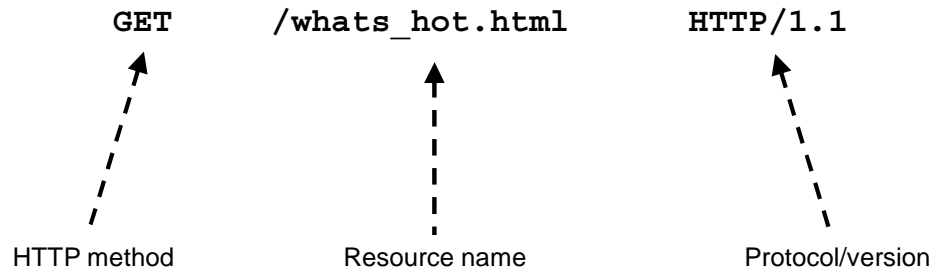 GET /whats_hot.html HTTP/1.1
HTTP method Resource name Protocol/version